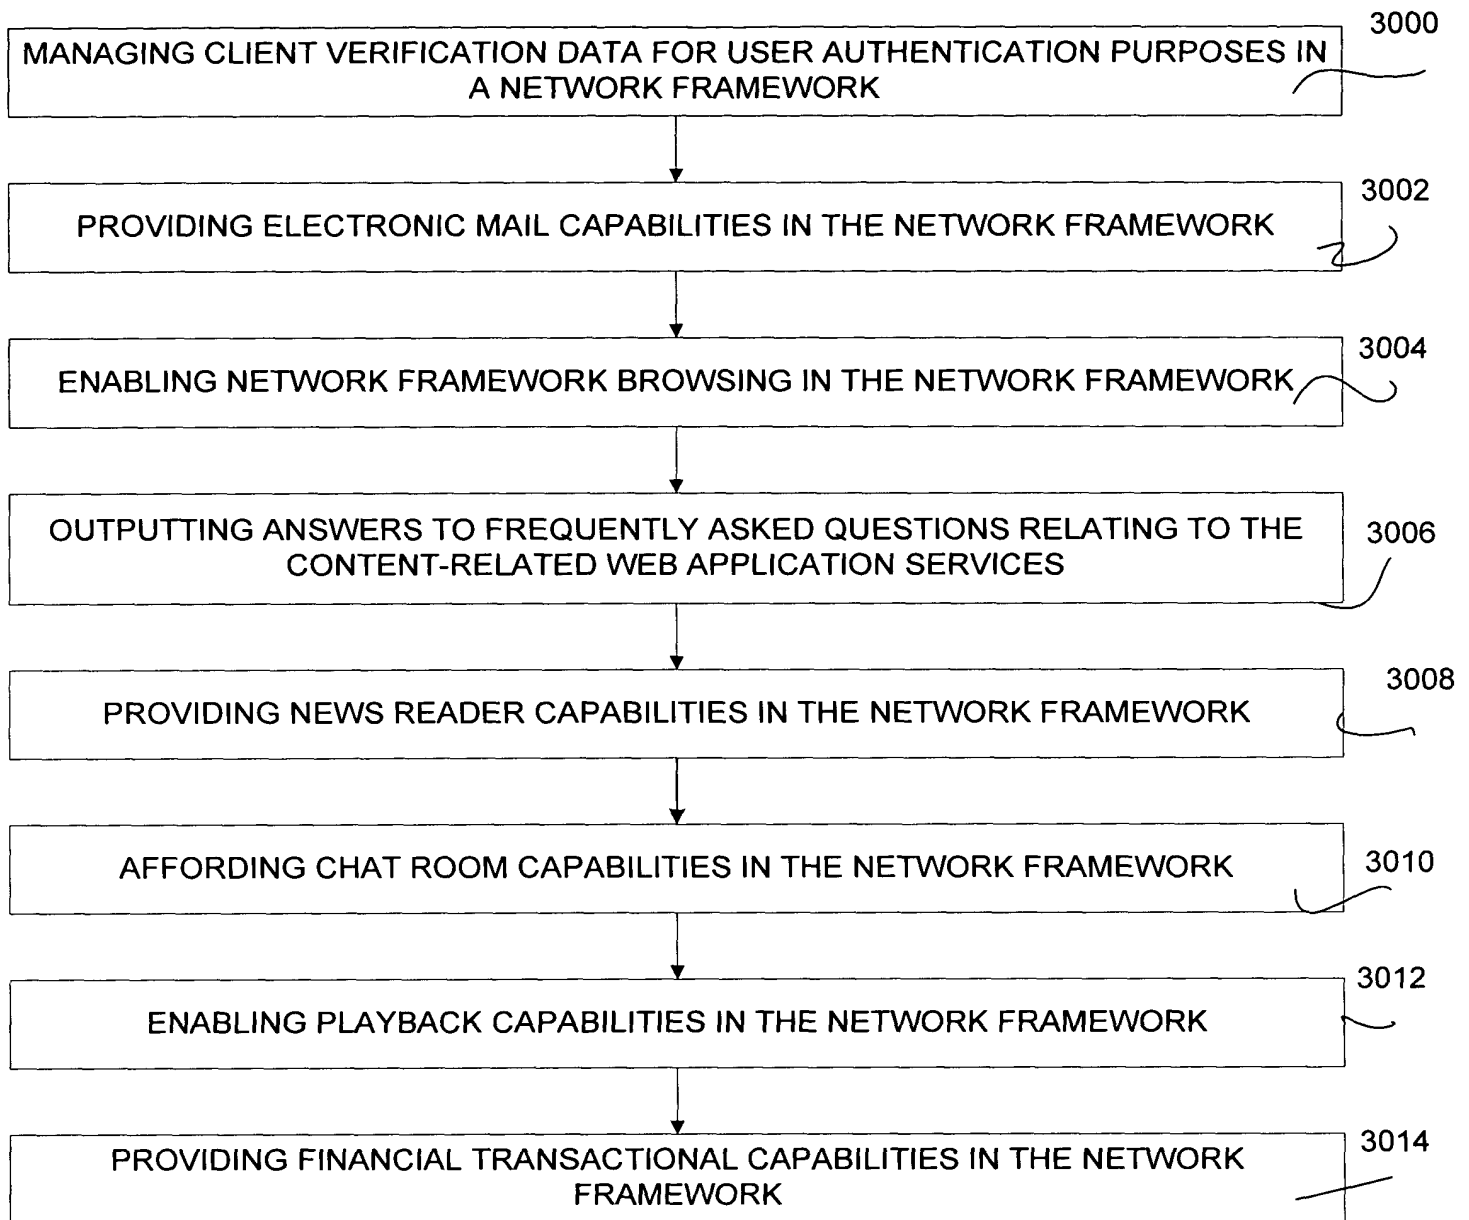 3000
MANAGING CLIENT VERIFICATION DATA FOR USER AUTHENTICATION PURPOSES IN
A NETWORK FRAMEWORK
3002
PROVIDING ELECTRONIC MAIL CAPABILITIES IN THE NETWORK FRAMEWORK
3004
ENABLING NETWORK FRAMEWORK BROWSING IN THE NETWORK FRAMEWORK
3006
OUTPUTTING ANSWERS TO FREQUENTLY ASKED QUESTIONS RELATING TO THE
CONTENT-RELATED WEB APPLICATION SERVICES
3008
PROVIDING NEWS READER CAPABILITIES IN THE NETWORK FRAMEWORK
3010
AFFORDING CHAT ROOM CAPABILITIES IN THE NETWORK FRAMEWORK
3012
ENABLING PLAYBACK CAPABILITIES IN THE NETWORK FRAMEWORK
3014
PROVIDING FINANCIAL TRANSACTIONAL CAPABILITIES IN THE NETWORK
FRAMEWORK